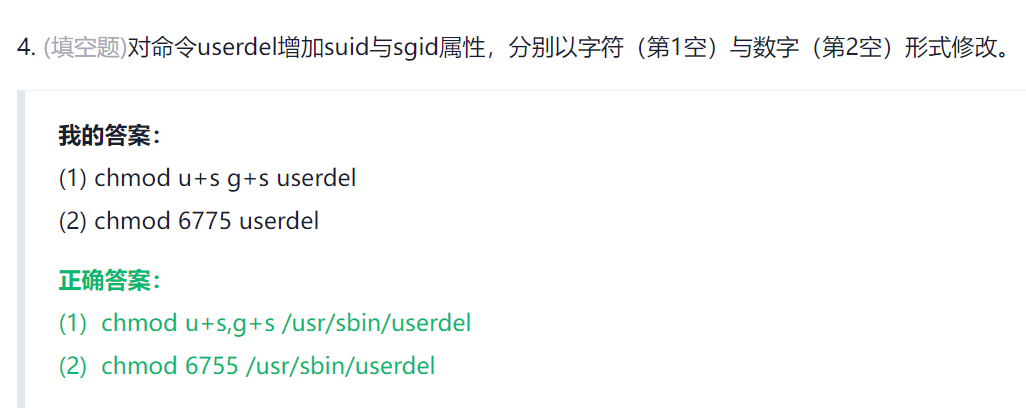 4. (填空题)对命令userdel增加suid与sgid属性，分别以字符（第1空）与数字（第2空）形式修改。
我的答案：
(1) chmod u+s g+s userdel
(2) chmod 6775 userdel
正确答案：
(1) chmod u+s,g+s /usr/sbin/userdel
(2) chmod 6755 /usr/sbin/userdel